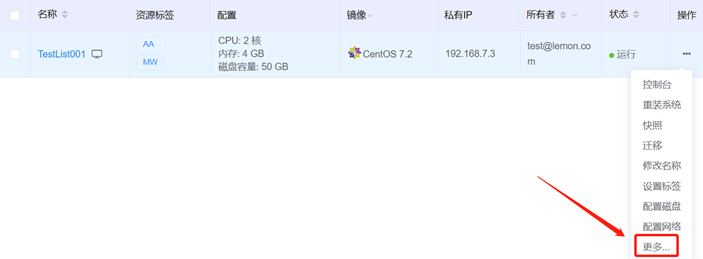 名称 资源标签 配置 镜像 私有IP 所有者 状态 操作
TestList001
AA
MW
CPU: 2 核
内存: 4 GB
磁盘容量: 50 GB
CentOS 7.2
192.168.7.3
test@lemon.co
m
运行
控制台
重装系统
快照
迁移
修改名称
设置标签
配置磁盘
配置网络
更多...